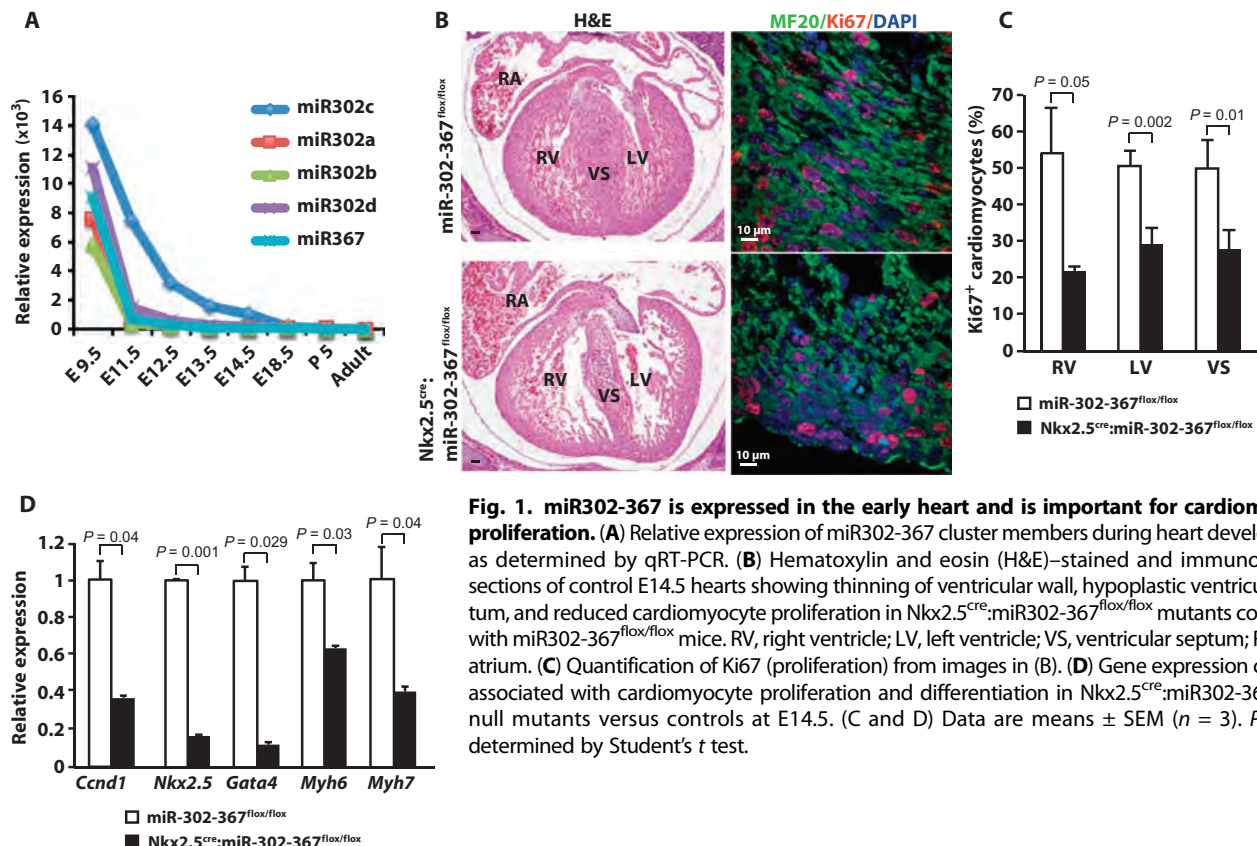 A
Relative expression (x10³)
16
14
12
10
8
6
4
2
0
E 9.5
E11.5
E12.5
E13.5
E14.5
E18.5
P 5
Adult
miR302c
miR302a
miR302b
miR302d
miR367
B
H&E
MF20/Ki67/DAPI
miR-302-367flox/flox
RA
RV
VS
LV
10 μm
Nkx2.5cre:
miR-302-367flox/flox
RA
RV
VS
LV
10 μm
C
Ki67+ cardiomyocytes (%)
80
70
60
50
40
30
20
10
0
P = 0.05
P = 0.002
P = 0.01
RV
LV
VS
miR-302-367flox/flox
Nkx2.5cre:miR-302-367flox/flox
D
Relative expression
1.2
1
0.8
0.6
0.4
0.2
0
P = 0.04
P = 0.001
P = 0.029
P = 0.03
P = 0.04
Ccnd1
Nkx2.5
Gata4
Myh6
Myh7
miR-302-367flox/flox
Nkx2.5cre:miR-302-367flox/flox
Fig. 1. miR302-367 is expressed in the early heart and is important for cardiom
proliferation. (A) Relative expression of miR302-367 cluster members during heart devel
as determined by qRT-PCR. (B) Hematoxylin and eosin (H&E)–stained and immuno
sections of control E14.5 hearts showing thinning of ventricular wall, hypoplastic ventricu
tum, and reduced cardiomyocyte proliferation in Nkx2.5cre:miR302-367flox/flox mutants co
with miR302-367flox/flox mice. RV, right ventricle; LV, left ventricle; VS, ventricular septum;
atrium. (C) Quantification of Ki67 (proliferation) from images in (B). (D) Gene expression
associated with cardiomyocyte proliferation and differentiation in Nkx2.5cre:miR302-36
null mutants versus controls at E14.5. (C and D) Data are means ± SEM (n = 3). P
determined by Student's t test.